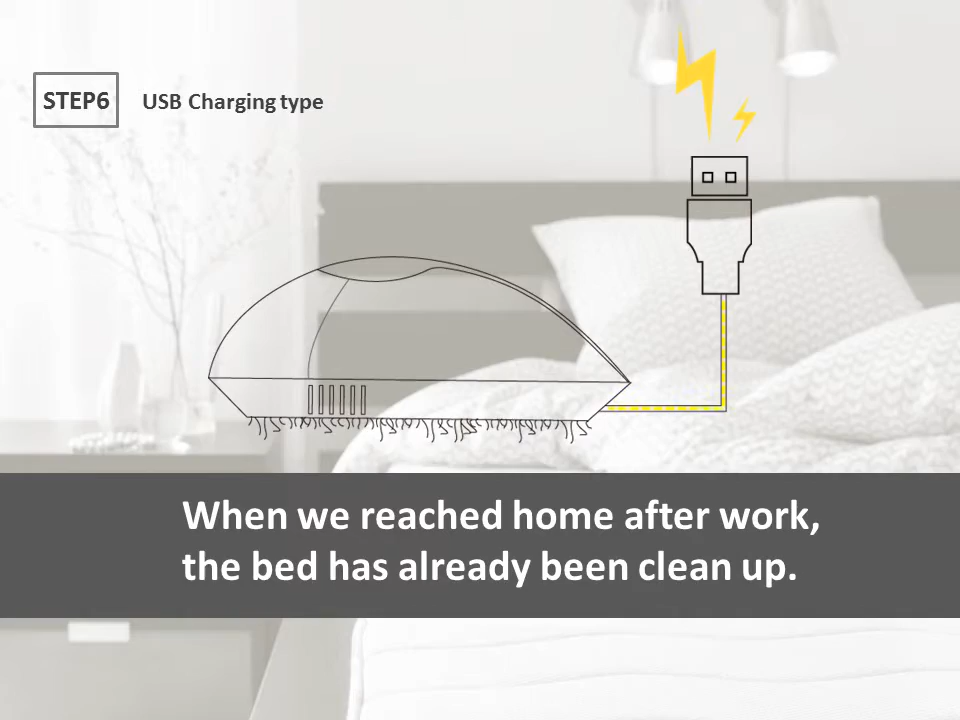 STEP6
USB Charging type
When we reached home after work,
the bed has already been clean up.